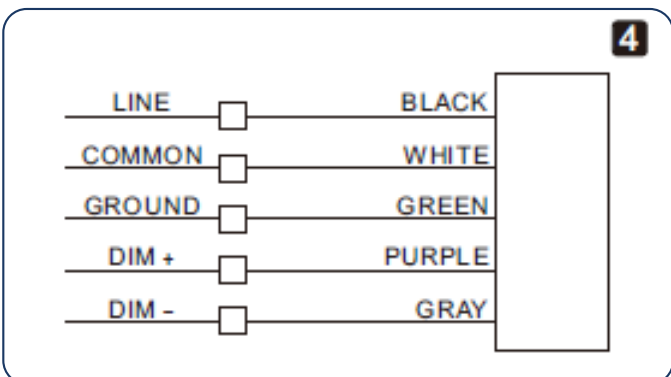 4
LINE BLACK
COMMON WHITE
GROUND GREEN
DIM + PURPLE
DIM - GRAY